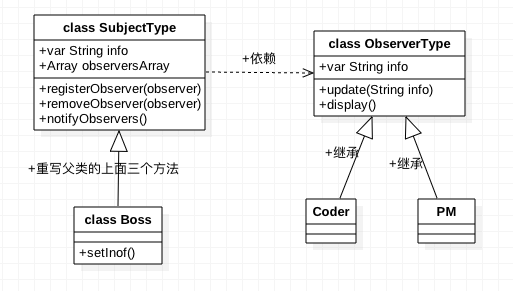 class SubjectType
+var String info
+Array observersArray
+registerObserver(observer)
+removeObserver(observer)
+notifyObservers()
+依赖
class ObserverType
+var String info
+update(String info)
+display()
+重写父类的上面三个方法
+继承
+继承
class Boss
+setInof()
Coder
PM